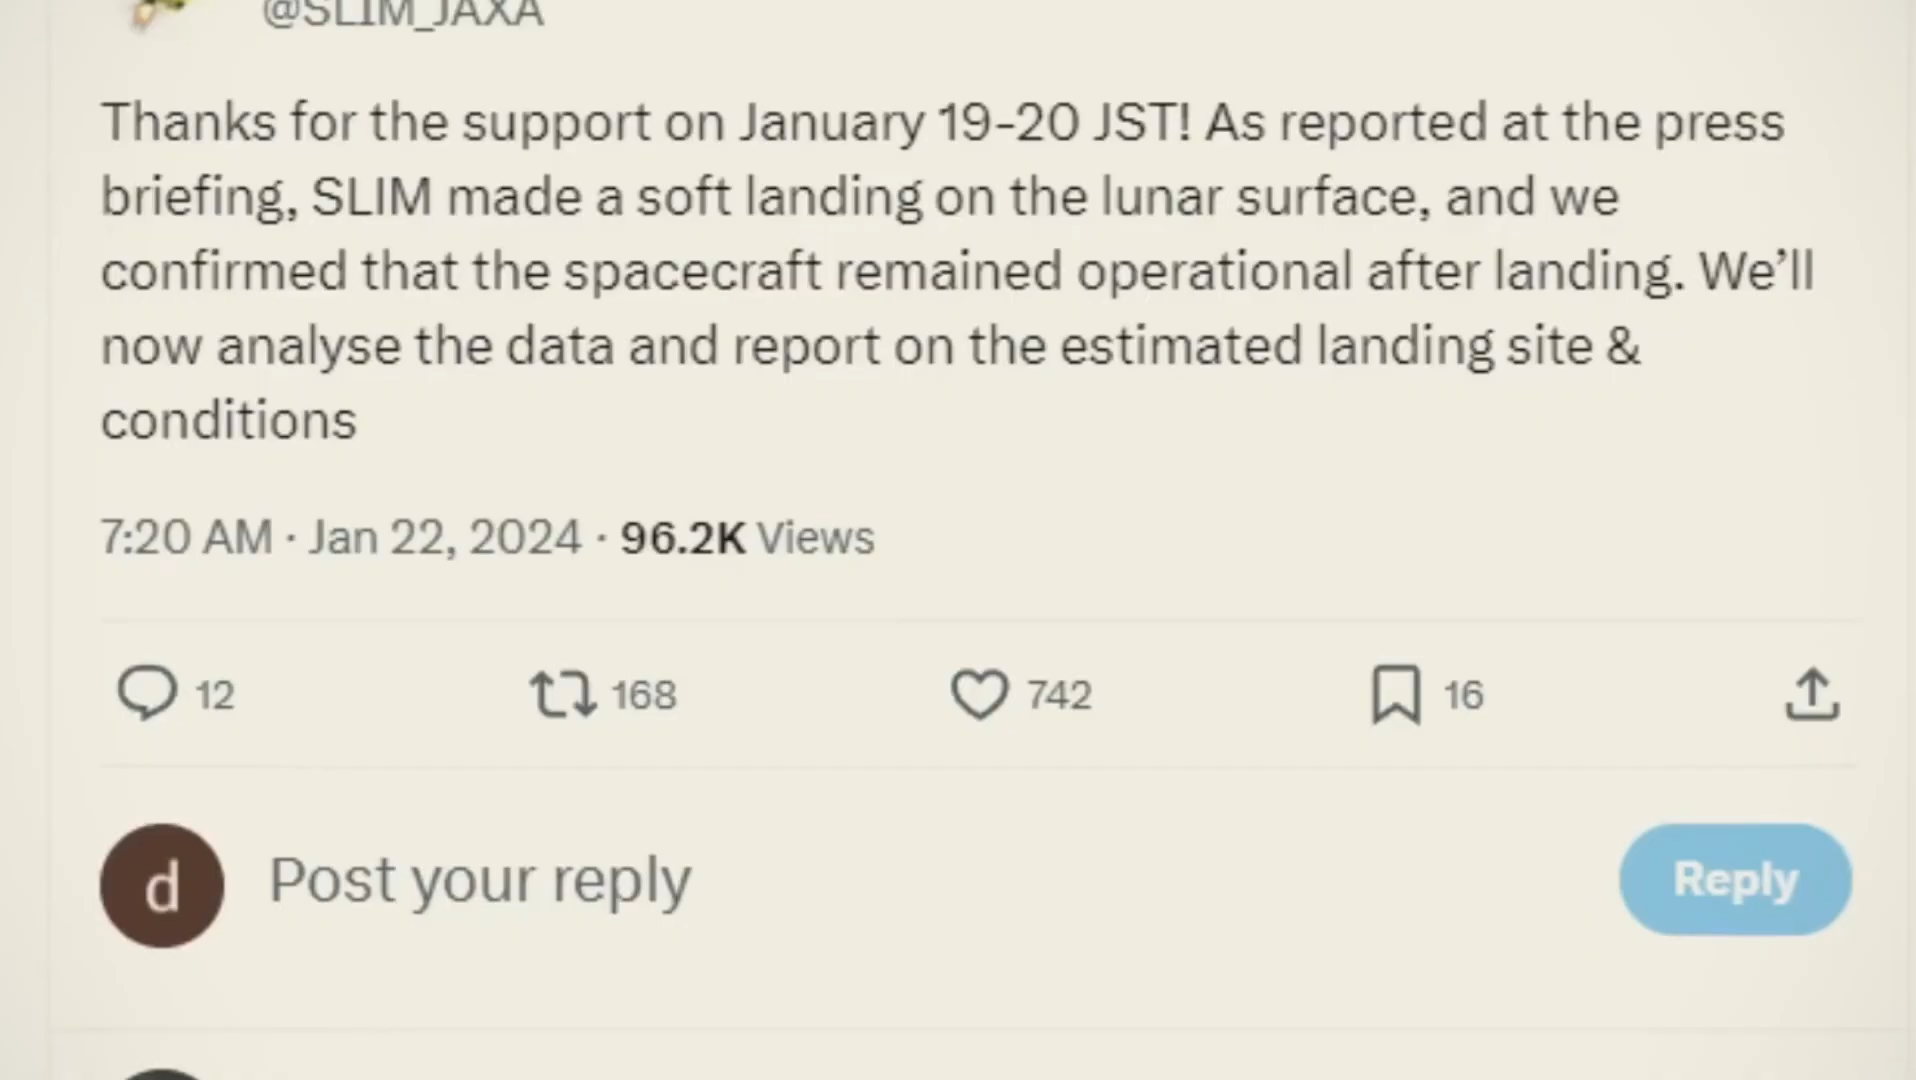 @SLIM_JAXA
Thanks for the support on January 19-20 JST! As reported at the press
briefing, SLIM made a soft landing on the lunar surface, and we
confirmed that the spacecraft remained operational after landing. We’ll
now analyse the data and report on the estimated landing site &
conditions
7:20 AM · Jan 22, 2024 · 96.2K Views
12 168 742 16
d Post your reply Reply